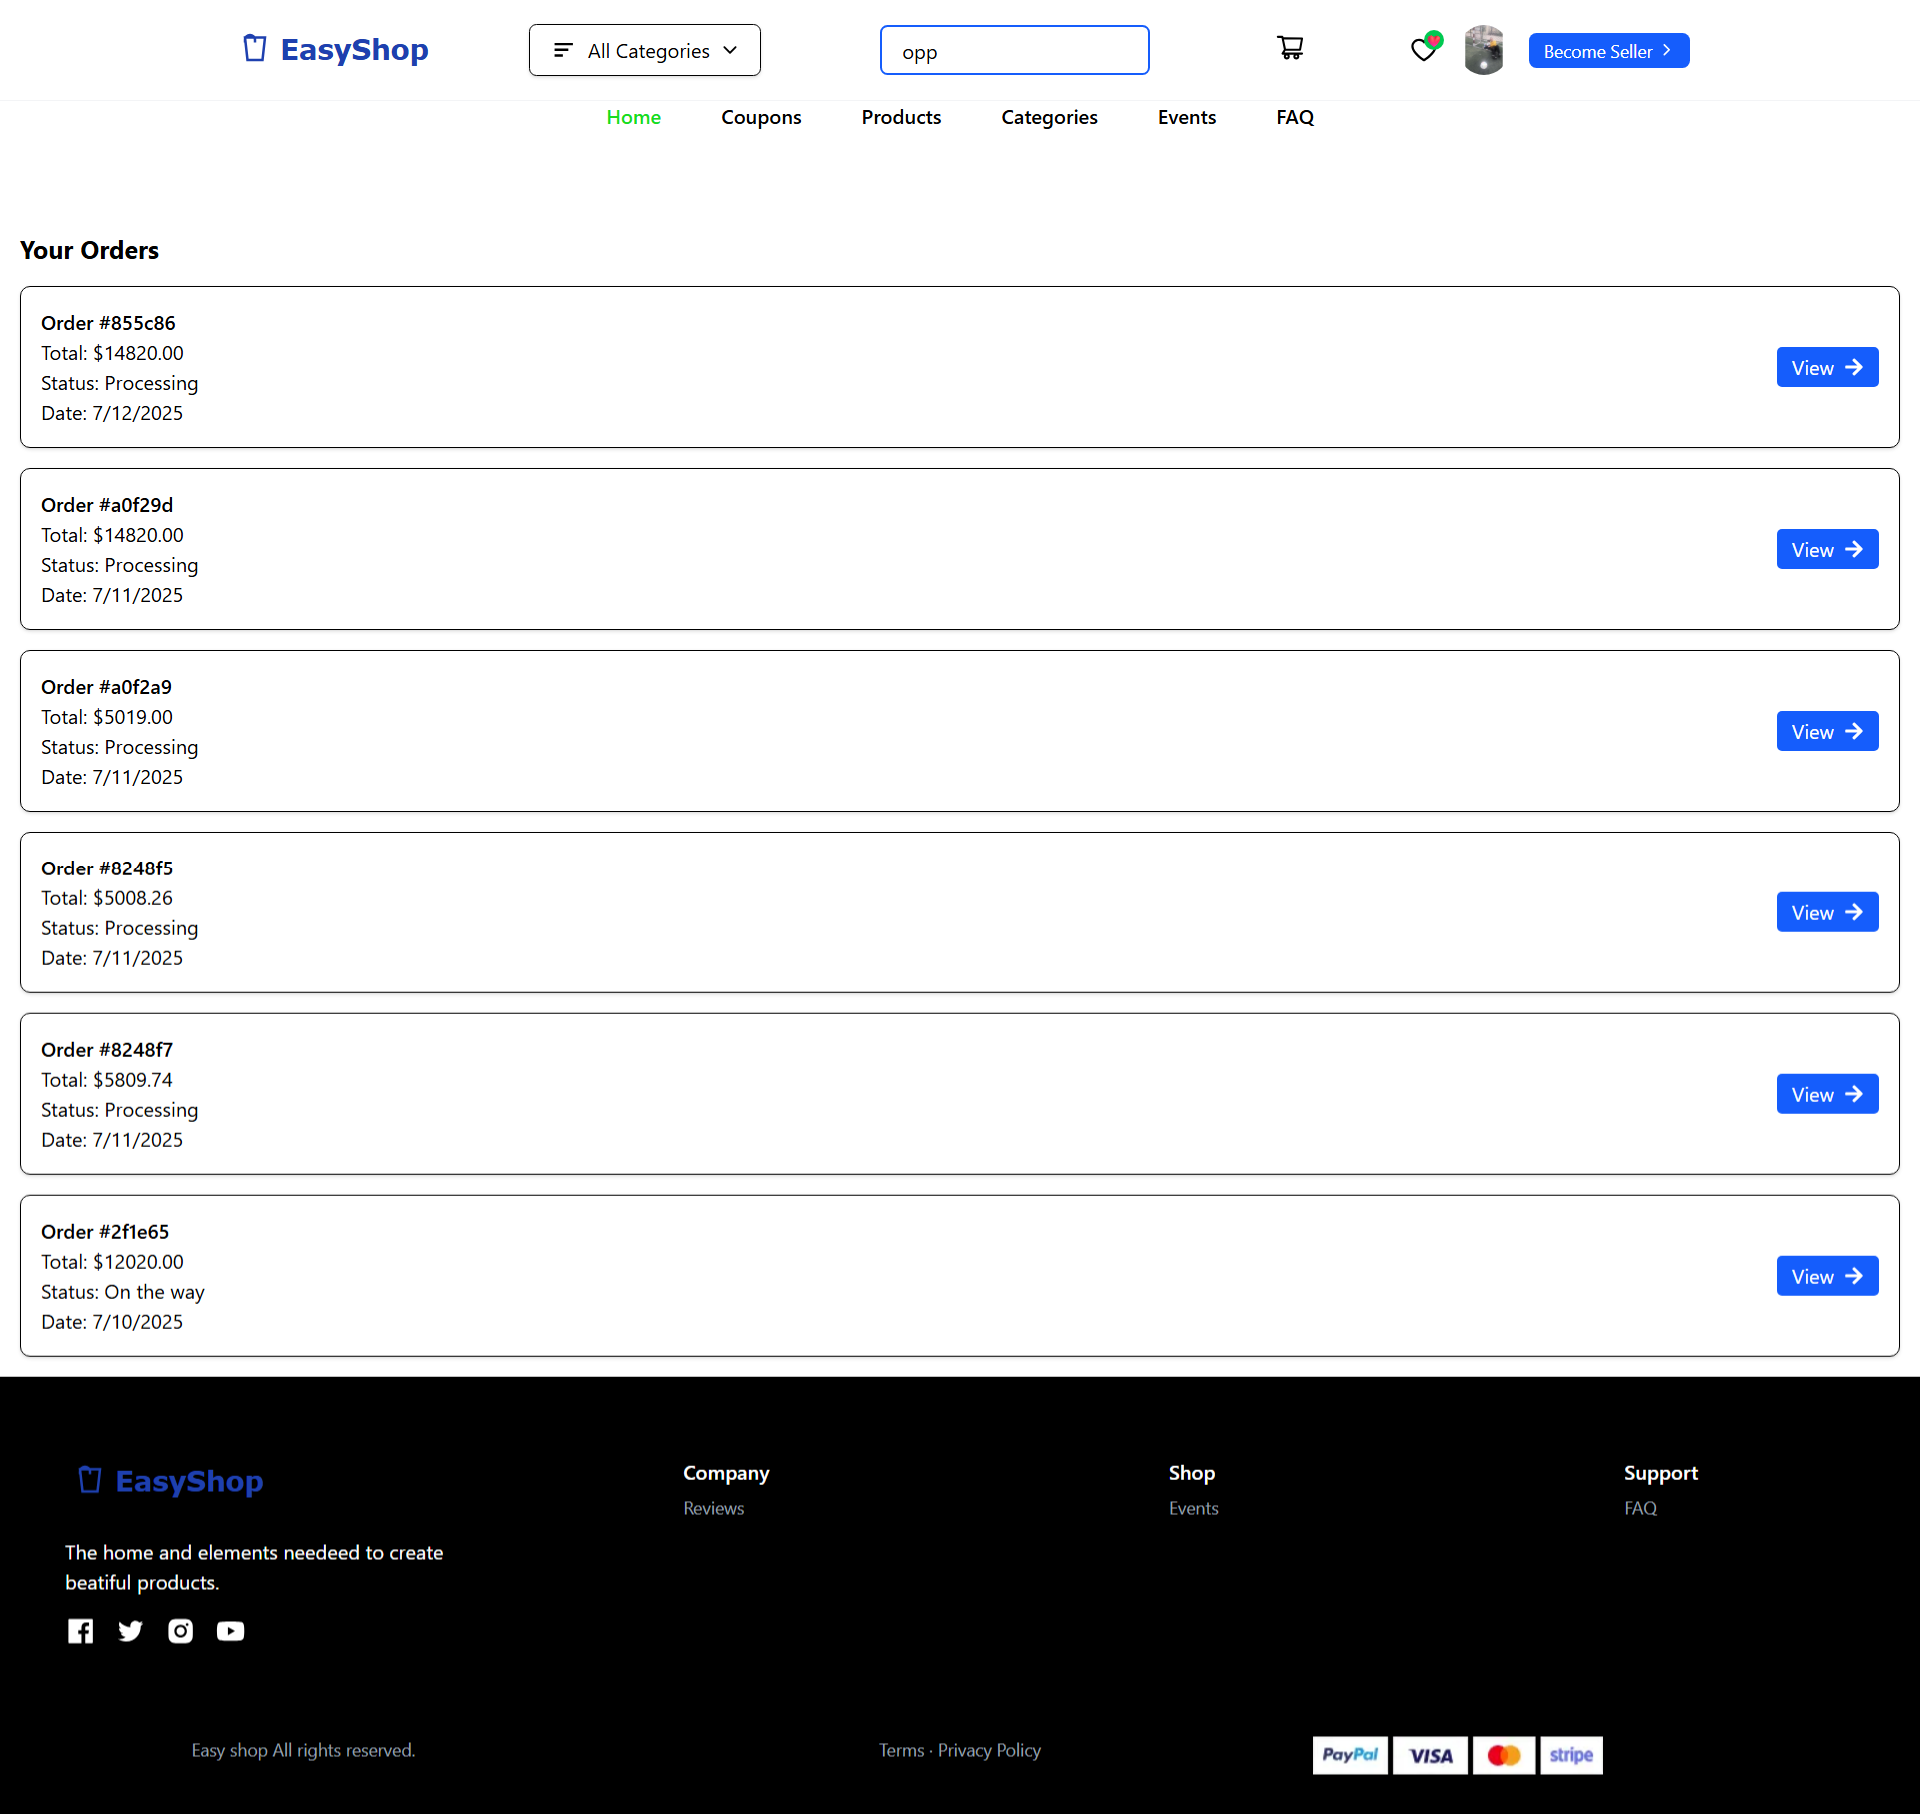 EasyShop
All Categories
opp
Become Seller
Home Coupons Products Categories Events FAQ
Your Orders
Order #855c86
Total: $14820.00
Status: Processing
Date: 7/12/2025
View
Order #a0f29d
Total: $14820.00
Status: Processing
Date: 7/11/2025
View
Order #a0f2a9
Total: $5019.00
Status: Processing
Date: 7/11/2025
View
Order #8248f5
Total: $5008.26
Status: Processing
Date: 7/11/2025
View
Order #8248f7
Total: $5809.74
Status: Processing
Date: 7/11/2025
View
Order #2f1e65
Total: $12020.00
Status: On the way
Date: 7/10/2025
View
EasyShop
The home and elements needeed to create
beatiful products.
Company
Reviews
Shop
Events
Support
FAQ
Easy shop All rights reserved.
Terms · Privacy Policy
PayPal VISA stripe